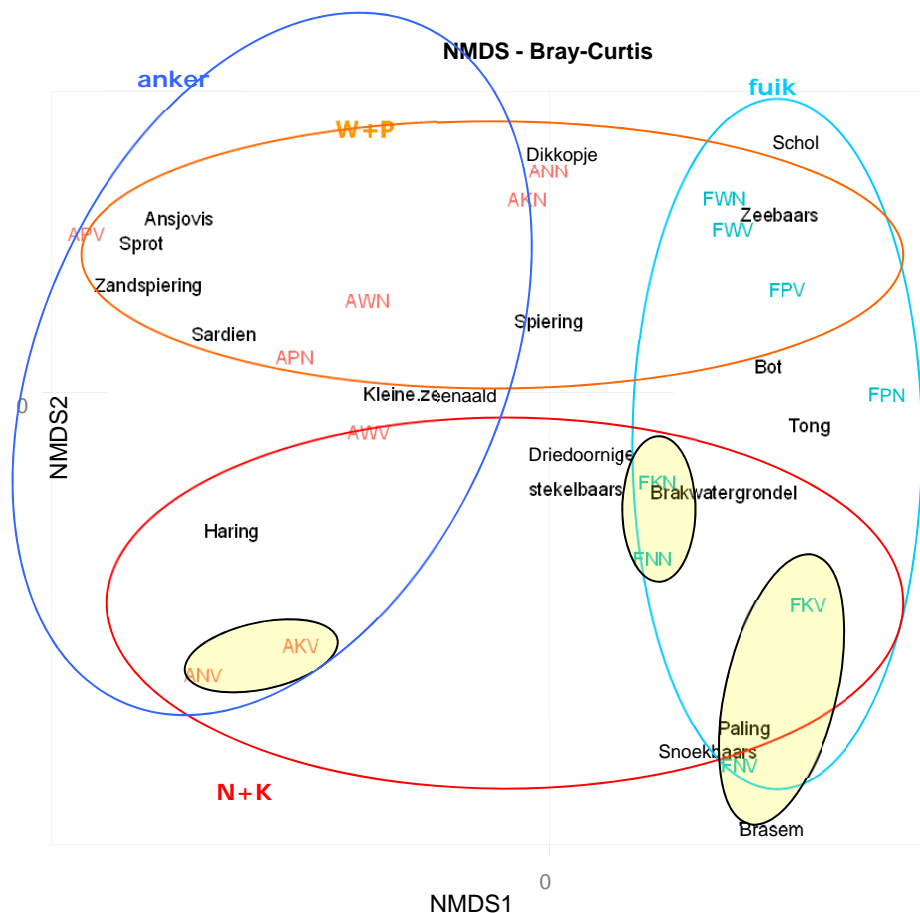 NMDS - Bray-Curtis
anker
fuik
W+P
Schol
Dikkopje
ANN
AKN
FWN
Zeebaars
Ansjovis
FWV
APV
Sprot
Zandspiering
FPV
AWN
Spiering
Sardien
APN
Bot
Kleine.ze
enaald
FPN
0
NMDS2
Tong
AWV
Driedoornige
stekelbaars
FKN
Brakwatergrondel
Haring
FNN
FKV
AKV
ANV
Paling
Snoekbaars
FNV
N+K
Brasem
0
NMDS1